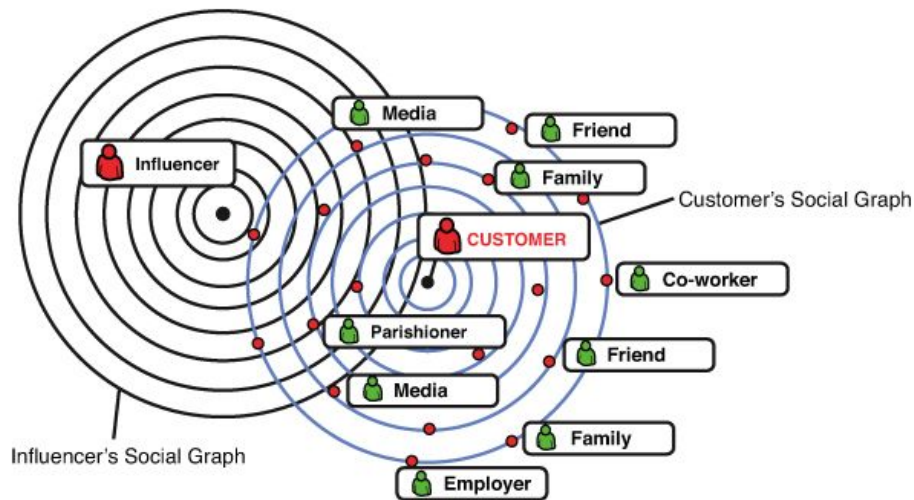 Media
Friend
Influencer
Family
Customer's Social Graph
CUSTOMER
Co-worker
Parishioner
Friend
Media
Family
Influencer's Social Graph
Employer